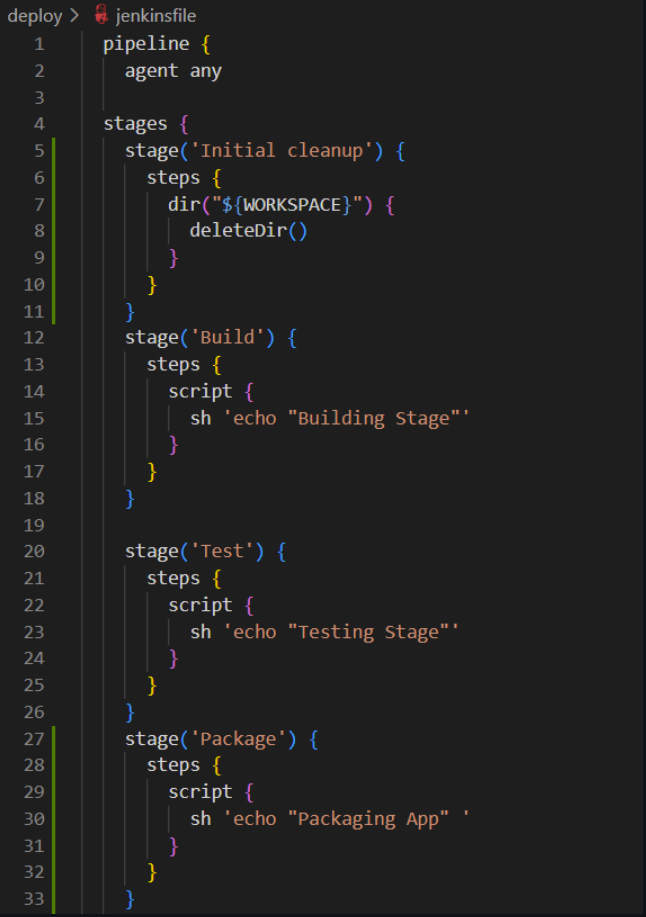 deploy > jenkinsfile
1 pipeline {
2 agent any
3
4 stages {
5 stage('Initial cleanup') {
6 steps {
7 dir("${WORKSPACE}") {
8 deleteDir()
9 }
10 }
11 }
12 stage('Build') {
13 steps {
14 script {
15 sh 'echo "Building Stage"'
16 }
17 }
18 }
19
20 stage('Test') {
21 steps {
22 script {
23 sh 'echo "Testing Stage"'
24 }
25 }
26 }
27 stage('Package') {
28 steps {
29 script {
30 sh 'echo "Packaging App" '
31 }
32 }
33 }